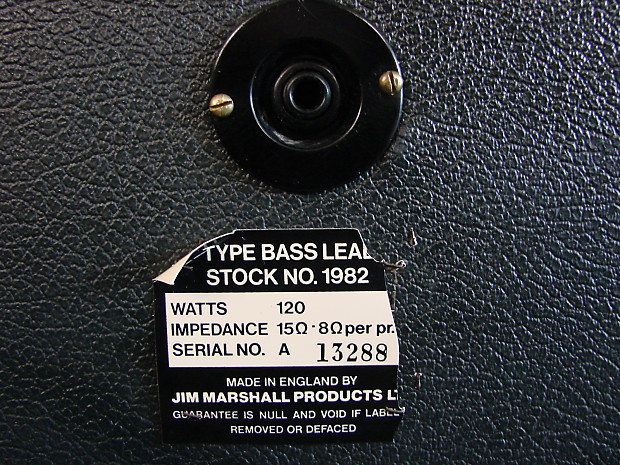 TYPE BASS LEA
STOCK NO. 1982
WATTS 120
IMPEDANCE 15Ω·8Ω per pr.
SERIAL NO. A 13288
MADE IN ENGLAND BY
JIM MARSHALL PRODUCTS L
GUARANTEE IS NULL AND VOID IF LABEL
REMOVED OR DEFACED